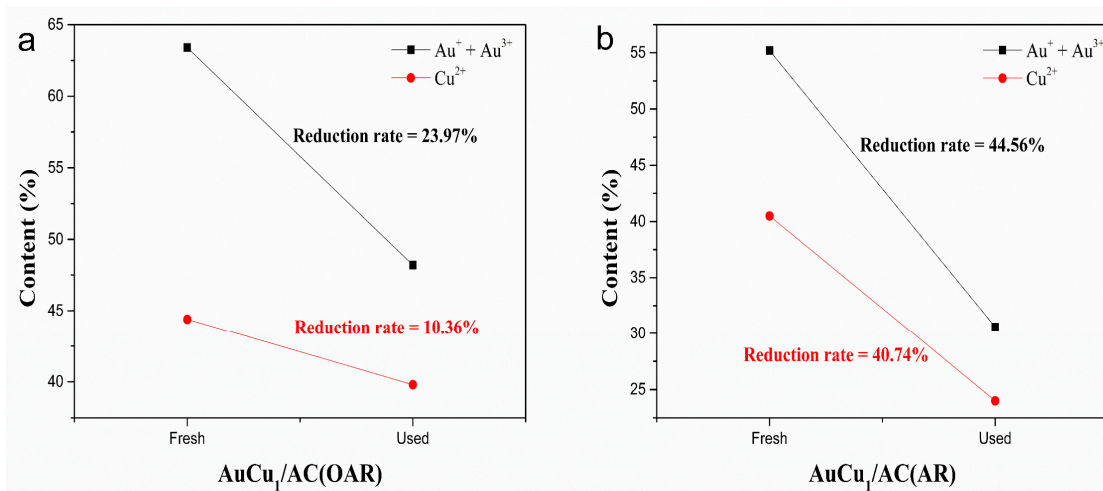 a
65
60
55
50
45
40
Content (%)
Au⁺ + Au³⁺
Cu²⁺
Reduction rate = 23.97%
Reduction rate = 10.36%
Fresh
Used
AuCu₁/AC(OAR)
b
55
50
45
40
35
30
25
Content (%)
Au⁺ + Au³⁺
Cu²⁺
Reduction rate = 44.56%
Reduction rate = 40.74%
Fresh
Used
AuCu₁/AC(AR)